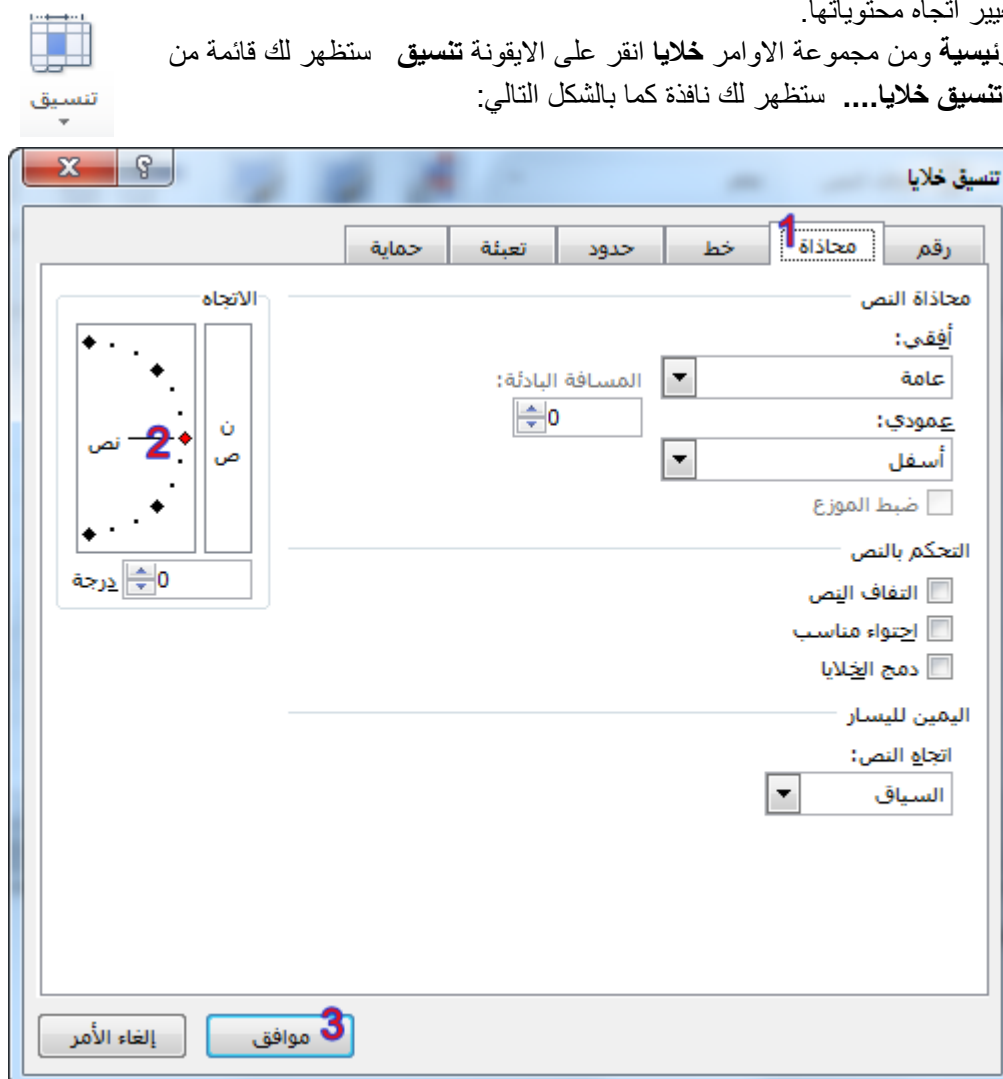 اتجاه محتوياتها.
ومن مجموعة الاوامر خلايا انقر على الايقونة تنسيق ستظهر لك قائمة من
تنسيق خلايا.... ستظهر لك نافذة كما بالشكل التالي:
تنسيق
تنسيق خلايا
رقم
محاذاة
1
خط
حدود
تعبئة
حماية
محاذاة النص
أفقي:
عامة
المسافة البادئة:
0
عمودي:
أسفل
ضبط الموزع
التحكم بالنص
التفاف النص
احتواء مناسب
دمج الخلايا
اليمين لليسار
اتجاه النص:
السياق
الاتجاه
ن
ص
نص
2
0 درجة
موافق
3
إلغاء الأمر